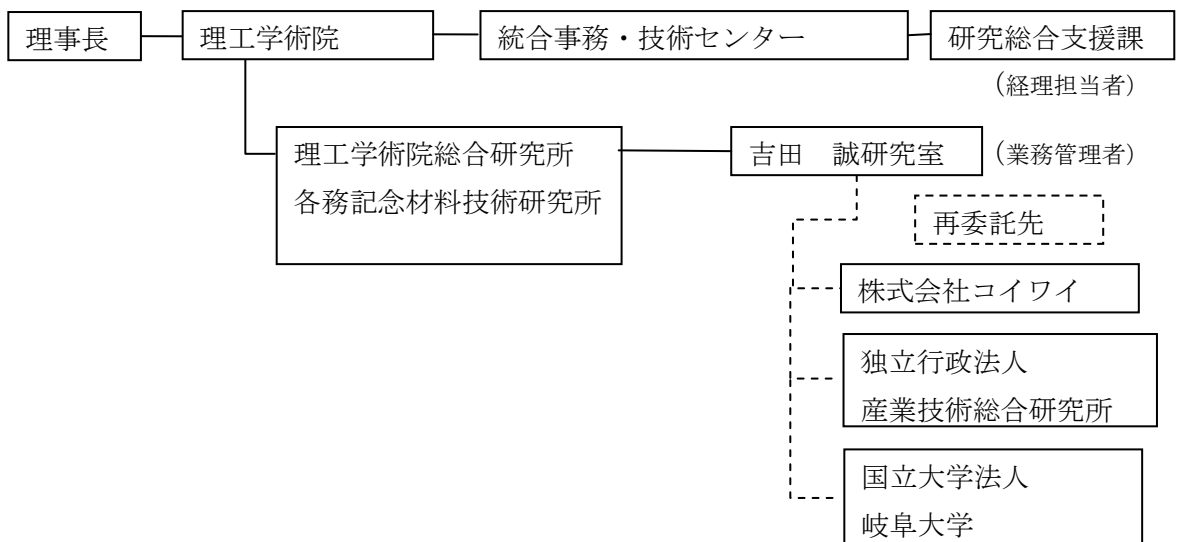 理事長
理工学術院
統合事務・技術センター
研究総合支援課
(経理担当者)
理工学術院総合研究所
各務記念材料技術研究所
吉田　誠研究室
(業務管理者)
再委託先
株式会社コイワイ
独立行政法人
産業技術総合研究所
国立大学法人
岐阜大学